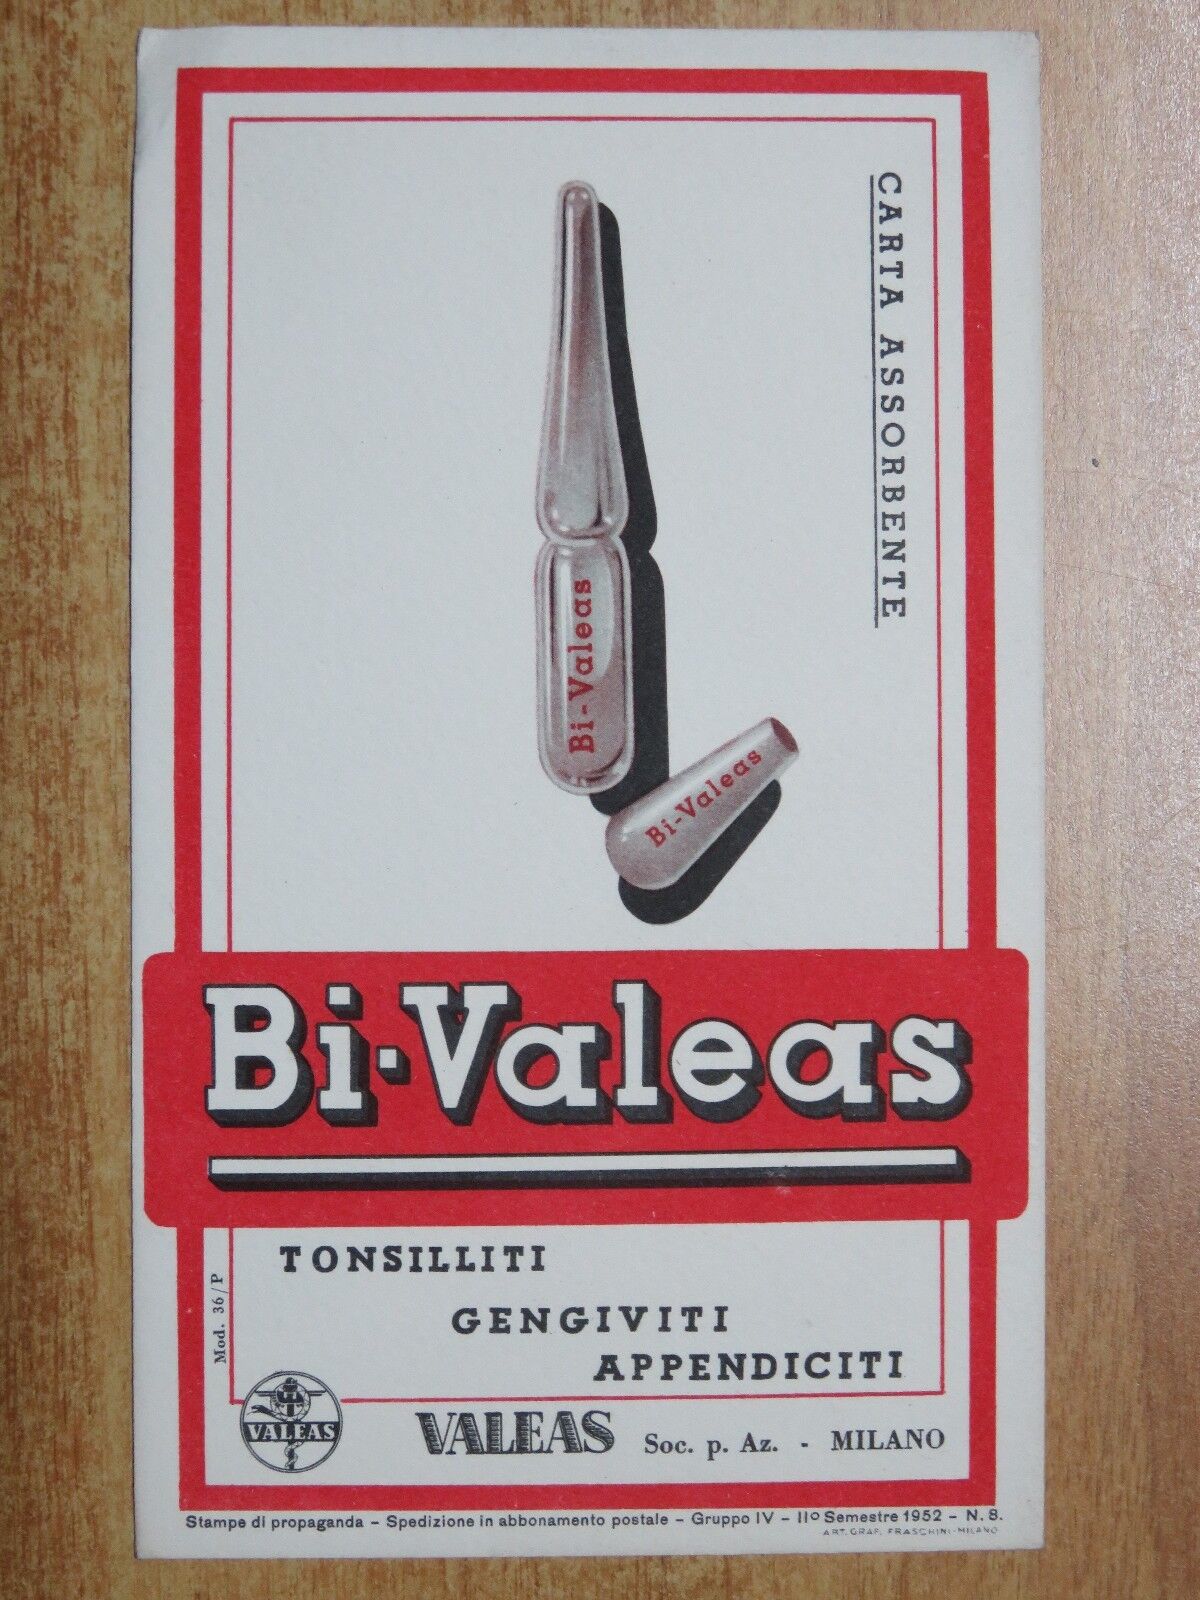 CARTA ASSORBENTE
Bi-Valeas
Bi-Valeas
Bi-Valeas
TONSILLITI
GENGIVITI
APPENDICITI
Mod. 36/P
VALEAS
VALEAS Soc. p. Az. - MILANO
Stampe di propaganda - Spedizione in abbonamento postale - Gruppo IV - IIº Semestre 1952 - N. 8.
ART. GRAF. FRASCHINI-MILANO